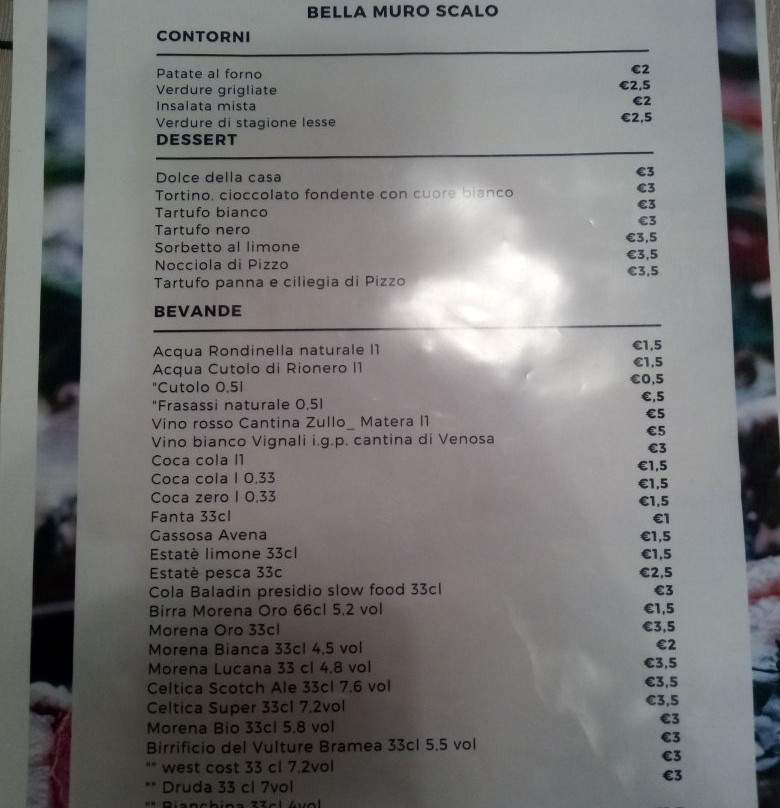 BELLA MURO SCALO
CONTORNI
Patate al forno €2
Verdure grigliate €2,5
Insalata mista €2
Verdure di stagione lesse €2,5
DESSERT
Dolce della casa €3
Tortino. cioccolato fondente con cuore bianco €3
Tartufo bianco €3
Tartufo nero €3
Sorbetto al limone €3,5
Nocciola di Pizzo €3,5
Tartufo panna e ciliegia di Pizzo €3,5
BEVANDE
Acqua Rondinella naturale l1 €1,5
Acqua Cutolo di Rionero l1 €1,5
"Cutolo 0,5l €0,5
"Frasassi naturale 0,5l €,5
Vino rosso Cantina Zullo_ Matera l1 €5
Vino bianco Vignali i.g.p. cantina di Venosa €5
Coca cola l1 €3
Coca cola l 0,33 €1,5
Coca zero l 0,33 €1,5
Fanta 33cl €1,5
Gassosa Avena €1
Estatè limone 33cl €1,5
Estatè pesca 33c €1,5
Cola Baladin presidio slow food 33cl €2,5
Birra Morena Oro 66cl 5,2 vol €3
Morena Oro 33cl €1,5
Morena Bianca 33cl 4,5 vol €3,5
Morena Lucana 33 cl 4,8 vol €2
Celtica Scotch Ale 33cl 7,6 vol €3,5
Celtica Super 33cl 7,2vol €3,5
Morena Bio 33cl 5,8 vol €3,5
Birrificio del Vulture Bramea 33cl 5,5 vol €3
"" west cost 33 cl 7,2vol €3
"" Druda 33 cl 7vol €3
"" Bianchina 33cl 4vol €3